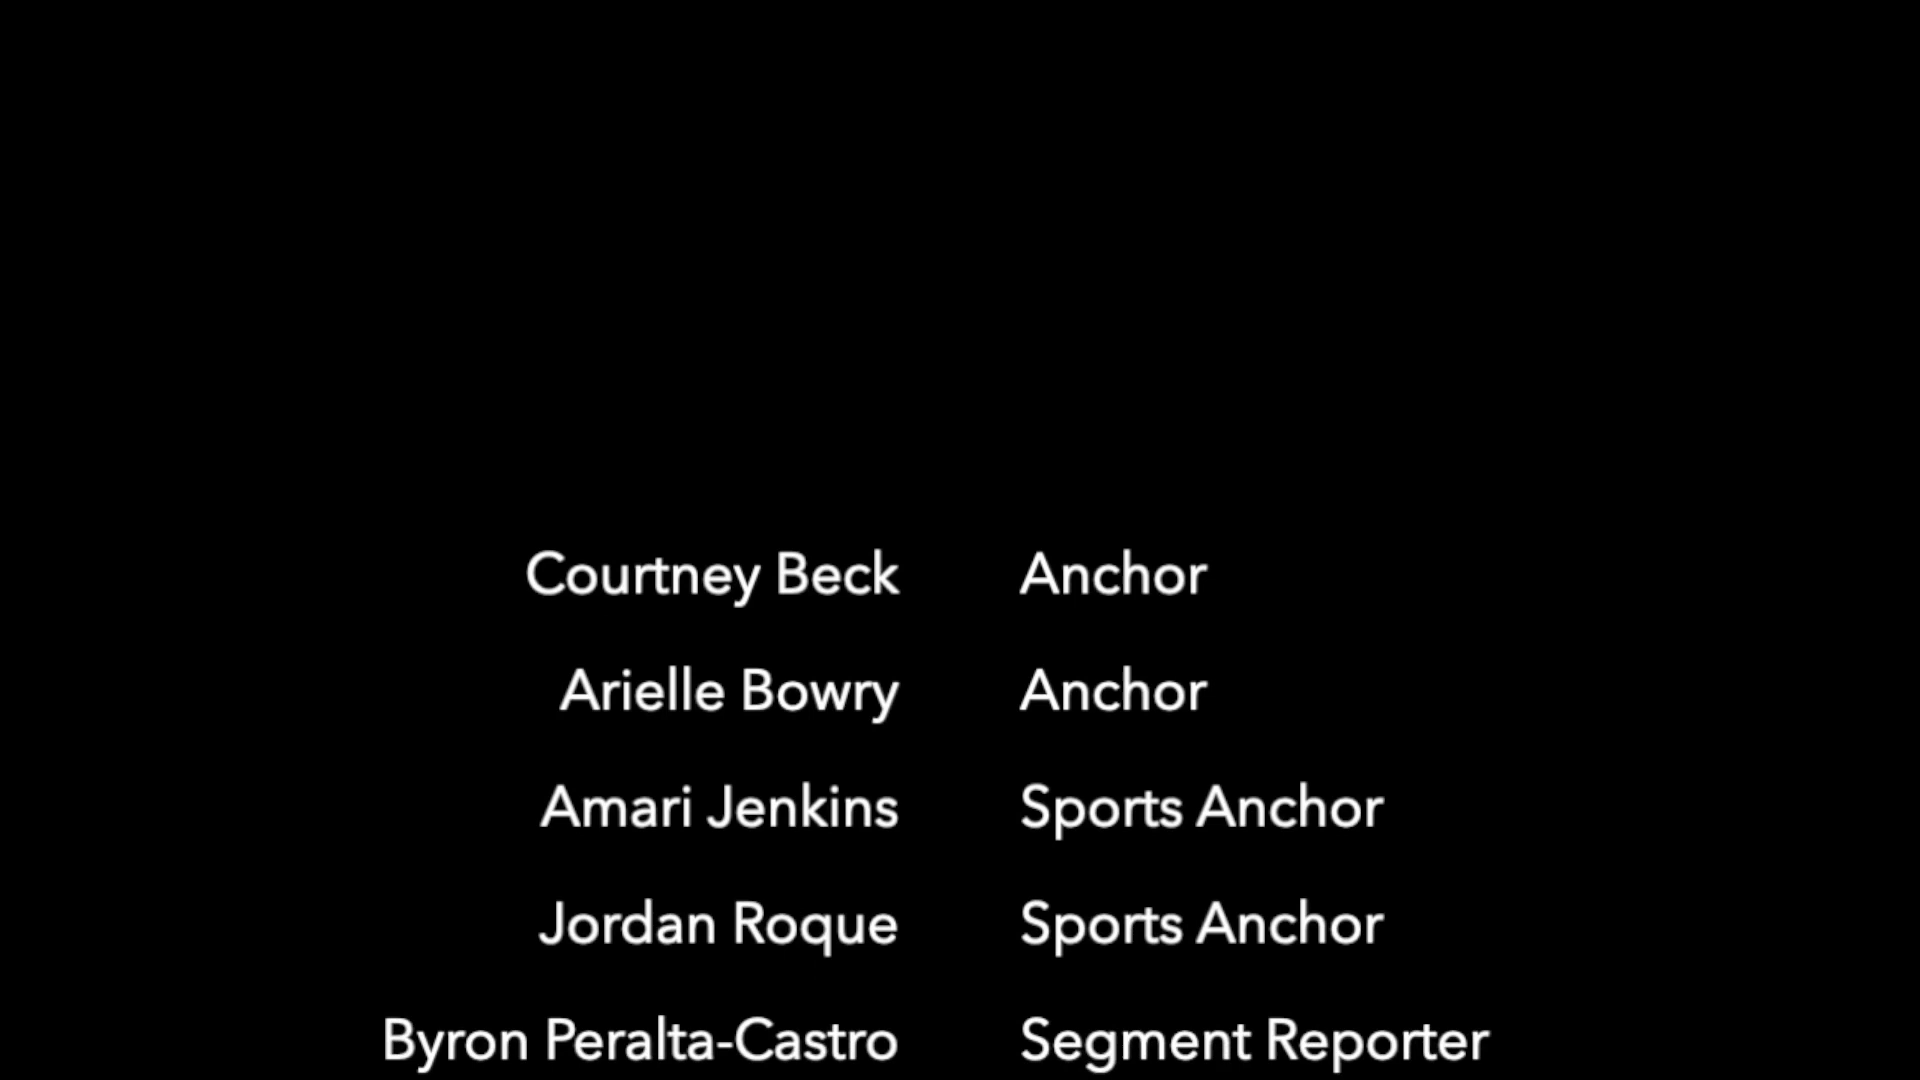 Courtney Beck Anchor
Arielle Bowry Anchor
Amari Jenkins Sports Anchor
Jordan Roque Sports Anchor
Byron Peralta-Castro Segment Reporter